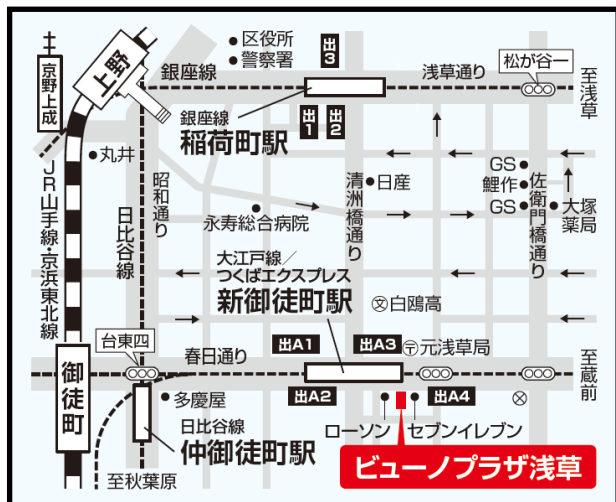 区役所
警察署
出3
松が谷一
上野
京野上成
銀座線
浅草通り
至浅草
銀座線
稲荷町駅
出1
出2
丸井
JR山手線・京浜東北線
日比谷線
昭和通り
永寿総合病院
清洲橋通り
日産
GS
鯉作
GS
佐衛門橋通り
大塚薬局
大江戸線/
つくばエクスプレス
新御徒町駅
文白鴎高
台東四
春日通り
出A1
出A3
〒元浅草局
至蔵前
御徒町
多慶屋
出A2
出A4
日比谷線
仲御徒町駅
ローソン
セブンイレブン
至秋葉原
ビューノプラザ浅草